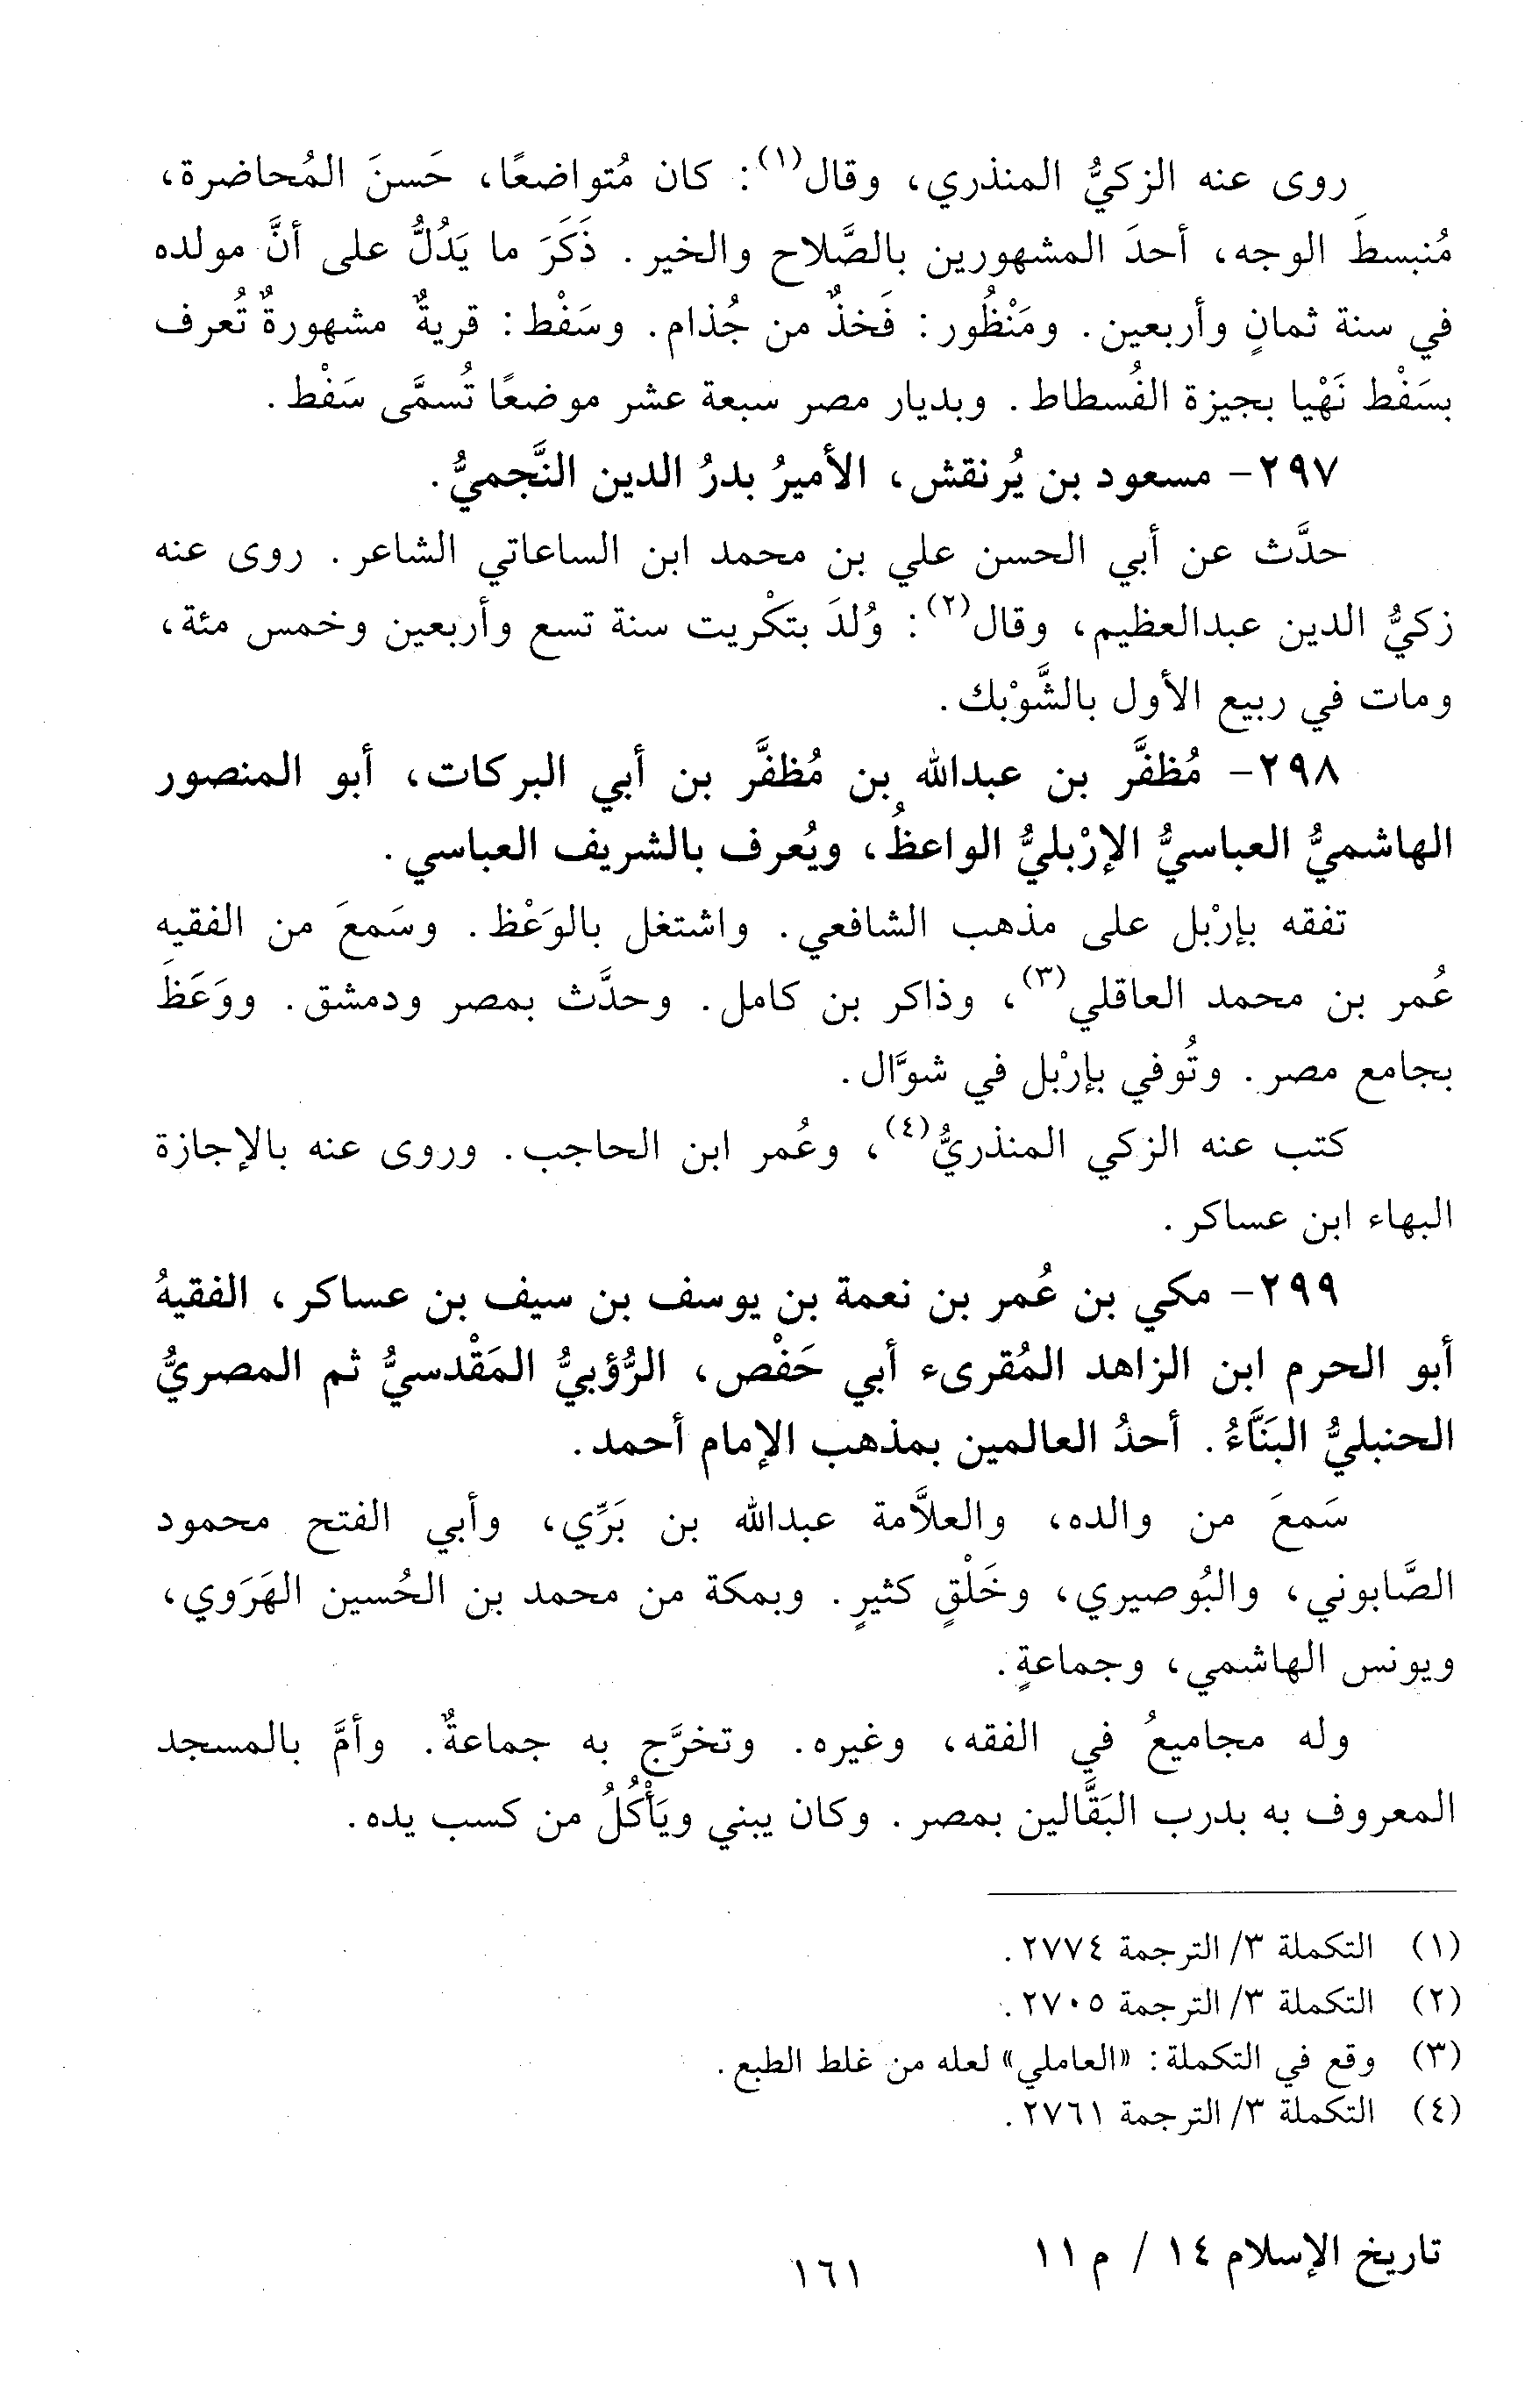 روى عنه الزكيُّ المنذري، وقال(١): كان مُتواضعًا، حَسنَ المُحاضرة،
مُنبسطَ الوجه، أحدَ المشهورين بالصَّلاح والخير. ذَكَرَ ما يَدُلُّ على أنَّ مولده
في سنة ثمانٍ وأربعين. ومَنْظُور: فَخذٌ من جُذام. وسَفْط: قريةٌ مشهورةٌ تُعرف
بسَفْط نَهْيا بجيزة الفُسطاط. وبديار مصر سبعة عشر موضعًا تُسمَّى سَفْط.
٢٩٧- مسعود بن يُرنقش، الأميرُ بدرُ الدين النَّجميُّ.
حدَّث عن أبي الحسن علي بن محمد ابن الساعاتي الشاعر. روى عنه
زكيُّ الدين عبدالعظيم، وقال(٢): وُلدَ بتَكْريت سنة تسع وأربعين وخمس مئة،
ومات في ربيع الأول بالشَّوْبك.
٢٩٨- مُظفَّر بن عبدالله بن مُظفَّر بن أبي البركات، أبو المنصور
الهاشميُّ العباسيُّ الإرْبليُّ الواعظُ، ويُعرف بالشريف العباسي.
تفقه بإرْبل على مذهب الشافعي. واشتغل بالوَعْظ. وسَمعَ من الفقيه
عُمر بن محمد العاقلي(٣)، وذاكر بن كامل. وحدَّث بمصر ودمشق. ووَعَظَ
بجامع مصر. وتُوفي بإرْبل في شوَّال.
كتب عنه الزكي المنذريُّ(٤)، وعُمر ابن الحاجب. وروى عنه بالإجازة
البهاء ابن عساكر.
٢٩٩- مكي بن عُمر بن نعمة بن يوسف بن سيف بن عساكر، الفقيهُ
أبو الحرم ابن الزاهد المُقرىء أبي حَفْص، الرُّؤبيُّ المَقْدسيُّ ثم المصريُّ
الحنبليُّ البَنَّاءُ. أحدُ العالمين بمذهب الإمام أحمد.
سَمعَ من والده، والعلاَّمة عبدالله بن بَرِّي، وأبي الفتح محمود
الصَّابوني، والبُوصيري، وخَلْقٍ كثيرٍ. وبمكة من محمد بن الحُسين الهَرَوي،
ويونس الهاشمي، وجماعةٍ.
وله مجاميعُ في الفقه، وغيره. وتخرَّج به جماعةٌ. وأمَّ بالمسجد
المعروف به بدرب البَقَّالين بمصر. وكان يبني ويَأْكُلُ من كسب يده.
(١) التكملة ٣/ الترجمة ٢٧٧٤.
(٢) التكملة ٣/ الترجمة ٢٧٠٥.
(٣) وقع في التكملة: «العاملي» لعله من غلط الطبع.
(٤) التكملة ٣/ الترجمة ٢٧٦١.
تاريخ الإسلام ١٤ / م ١١
١٦١